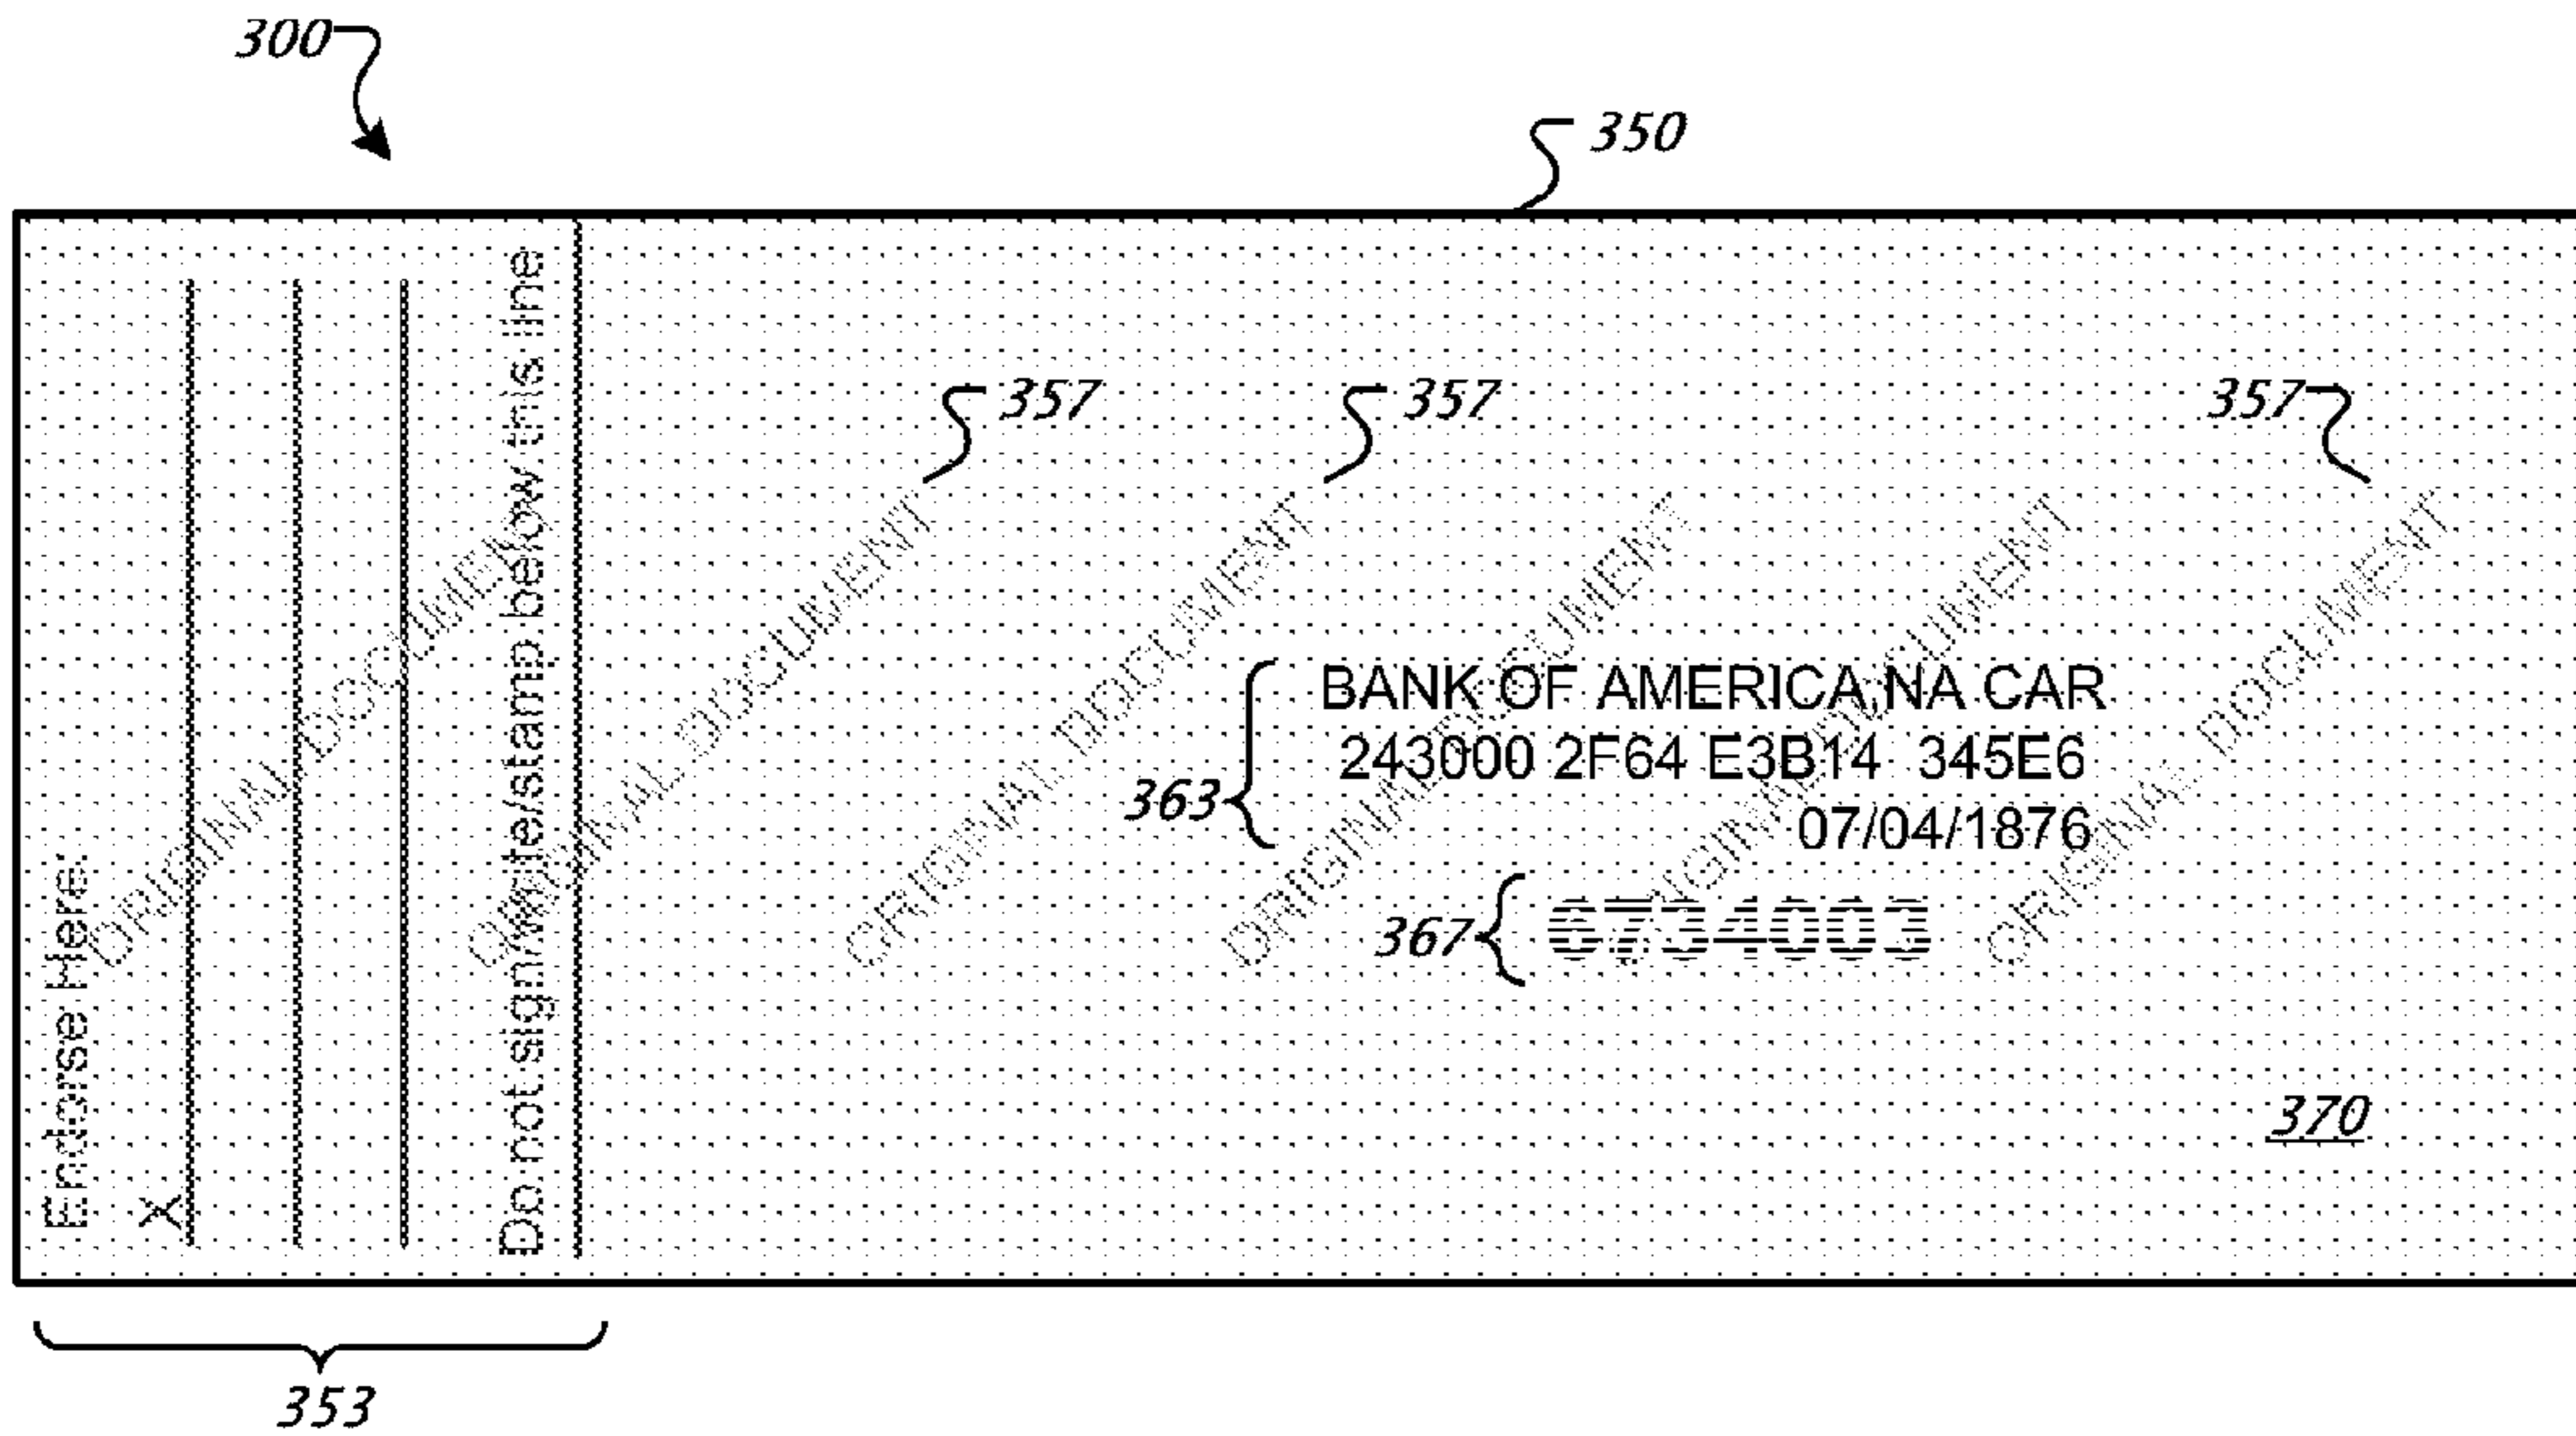 300
350
Endorse Here:
X
Do not sign/write/stamp below this line
357
357
357
ORIGINAL DOCUMENT
ORIGINAL DOCUMENT
ORIGINAL DOCUMENT
ORIGINAL DOCUMENT
ORIGINAL DOCUMENT
ORIGINAL DOCUMENT
363
BANK OF AMERICA NA CAR
243000 2F64 E3B14 345E6
07/04/1876
367
6734003
370
353